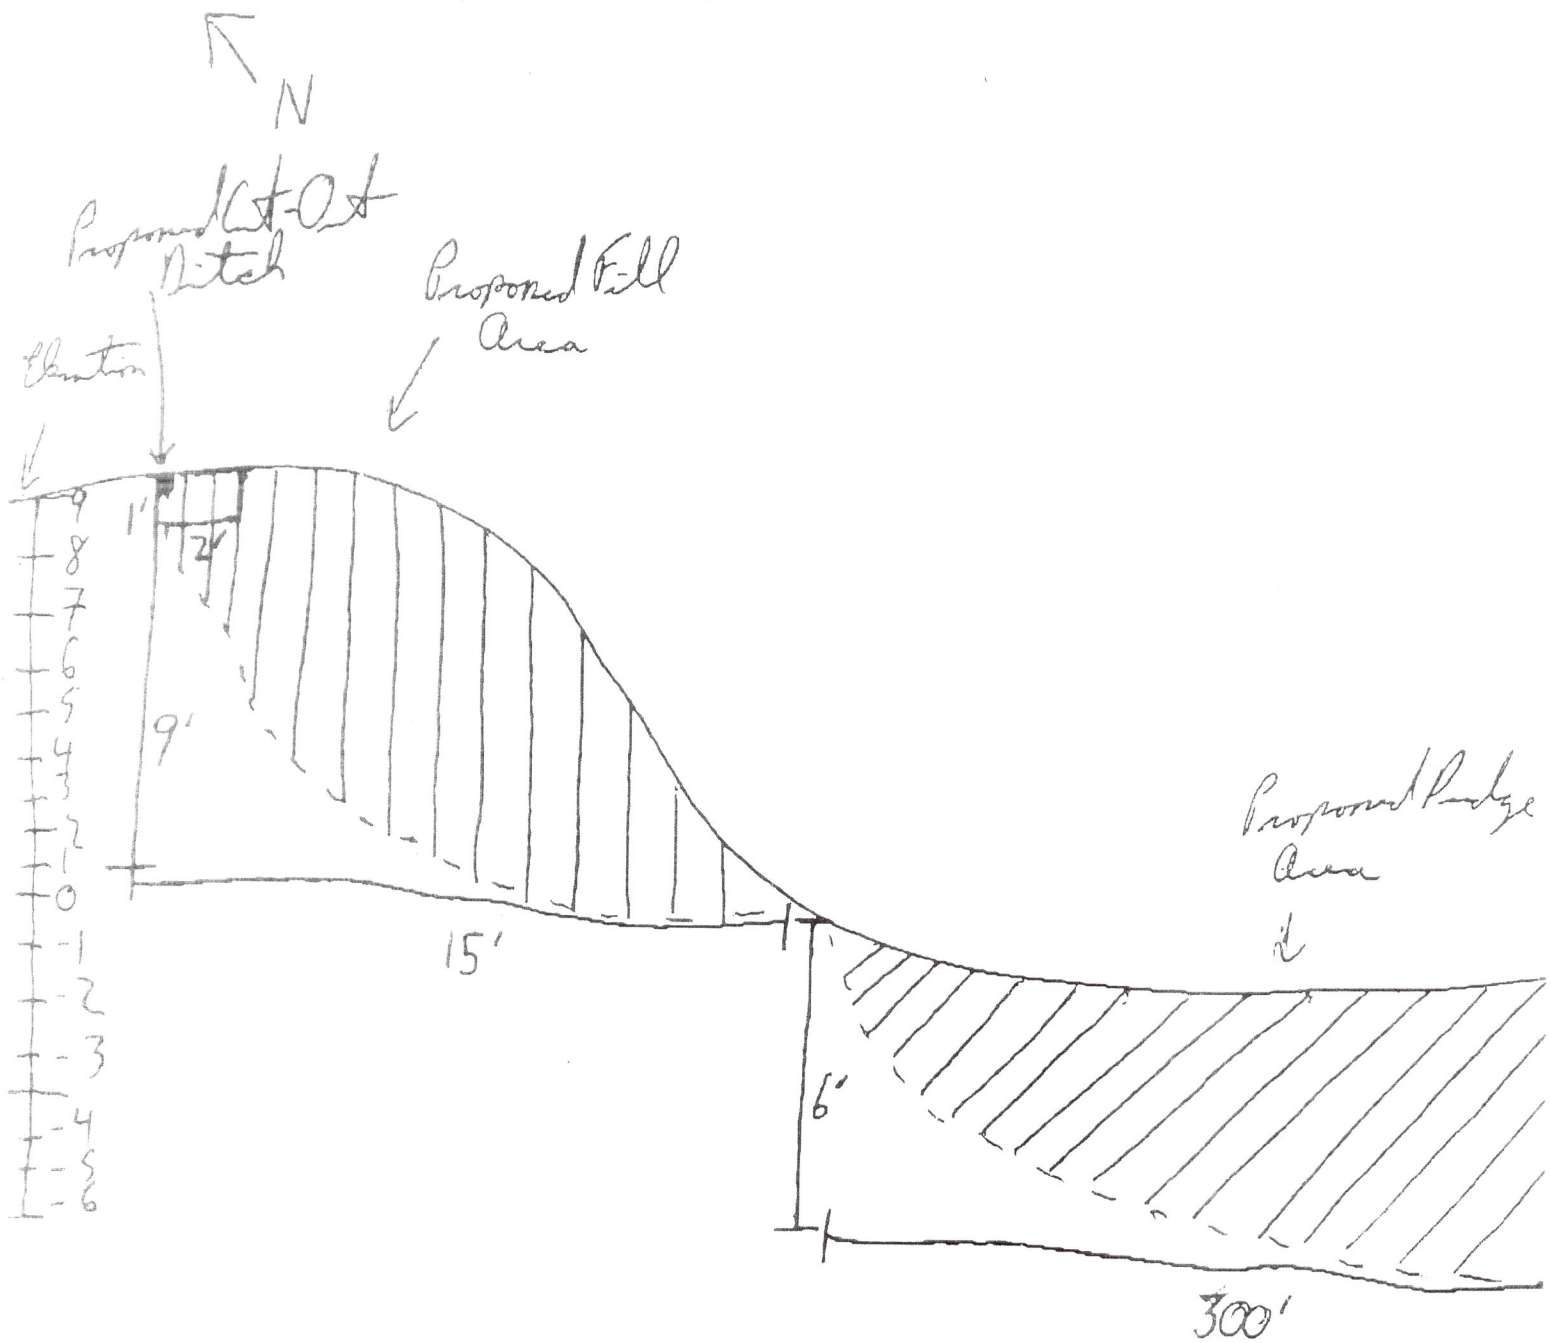 N
Proposed Cut-Out
Ditch
Proposed Fill
Area
Elevation
9
8
7
6
5
4
3
2
1
0
-1
-2
-3
-4
-5
-6
1'
2'
9'
15'
Proposed Dredge
Area
6'
300'